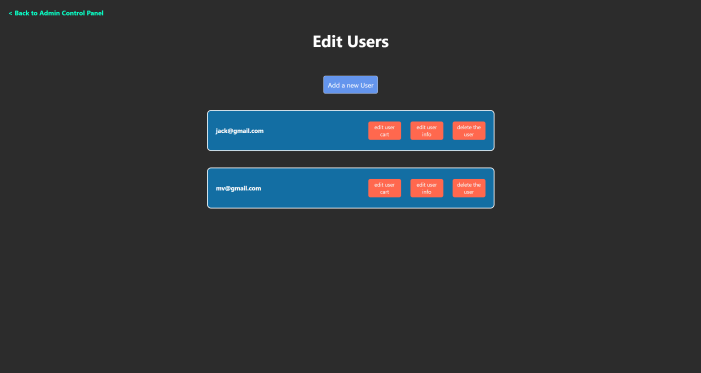 < Back to Admin Control Panel
Edit Users
Add a new User
jack@gmail.com
edit user
cart
edit user
info
delete the
user
mv@gmail.com
edit user
cart
edit user
info
delete the
user